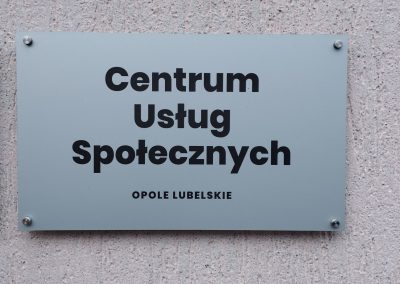 Centrum
Usług
Społecznych
OPOLE LUBELSKIE